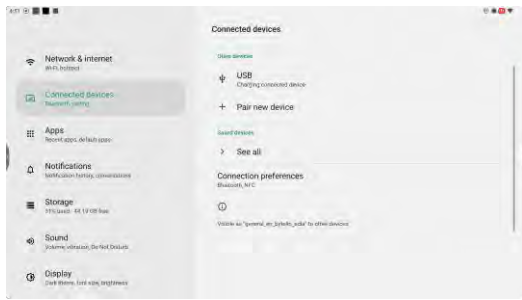 Connected devices
Network & internet
Wi-Fi, hotspot
Connected devices
Bluetooth, pairing
Apps
Recent apps, default apps
Notifications
Notification history, conversations
Storage
Sound
Volume, vibration, Do Not Disturb
Display
Dark theme, font size, brightness
USB
Charging connected device
Pair new device
Saved devices
See all
Connection preferences
Bluetooth, NFC
to other devices